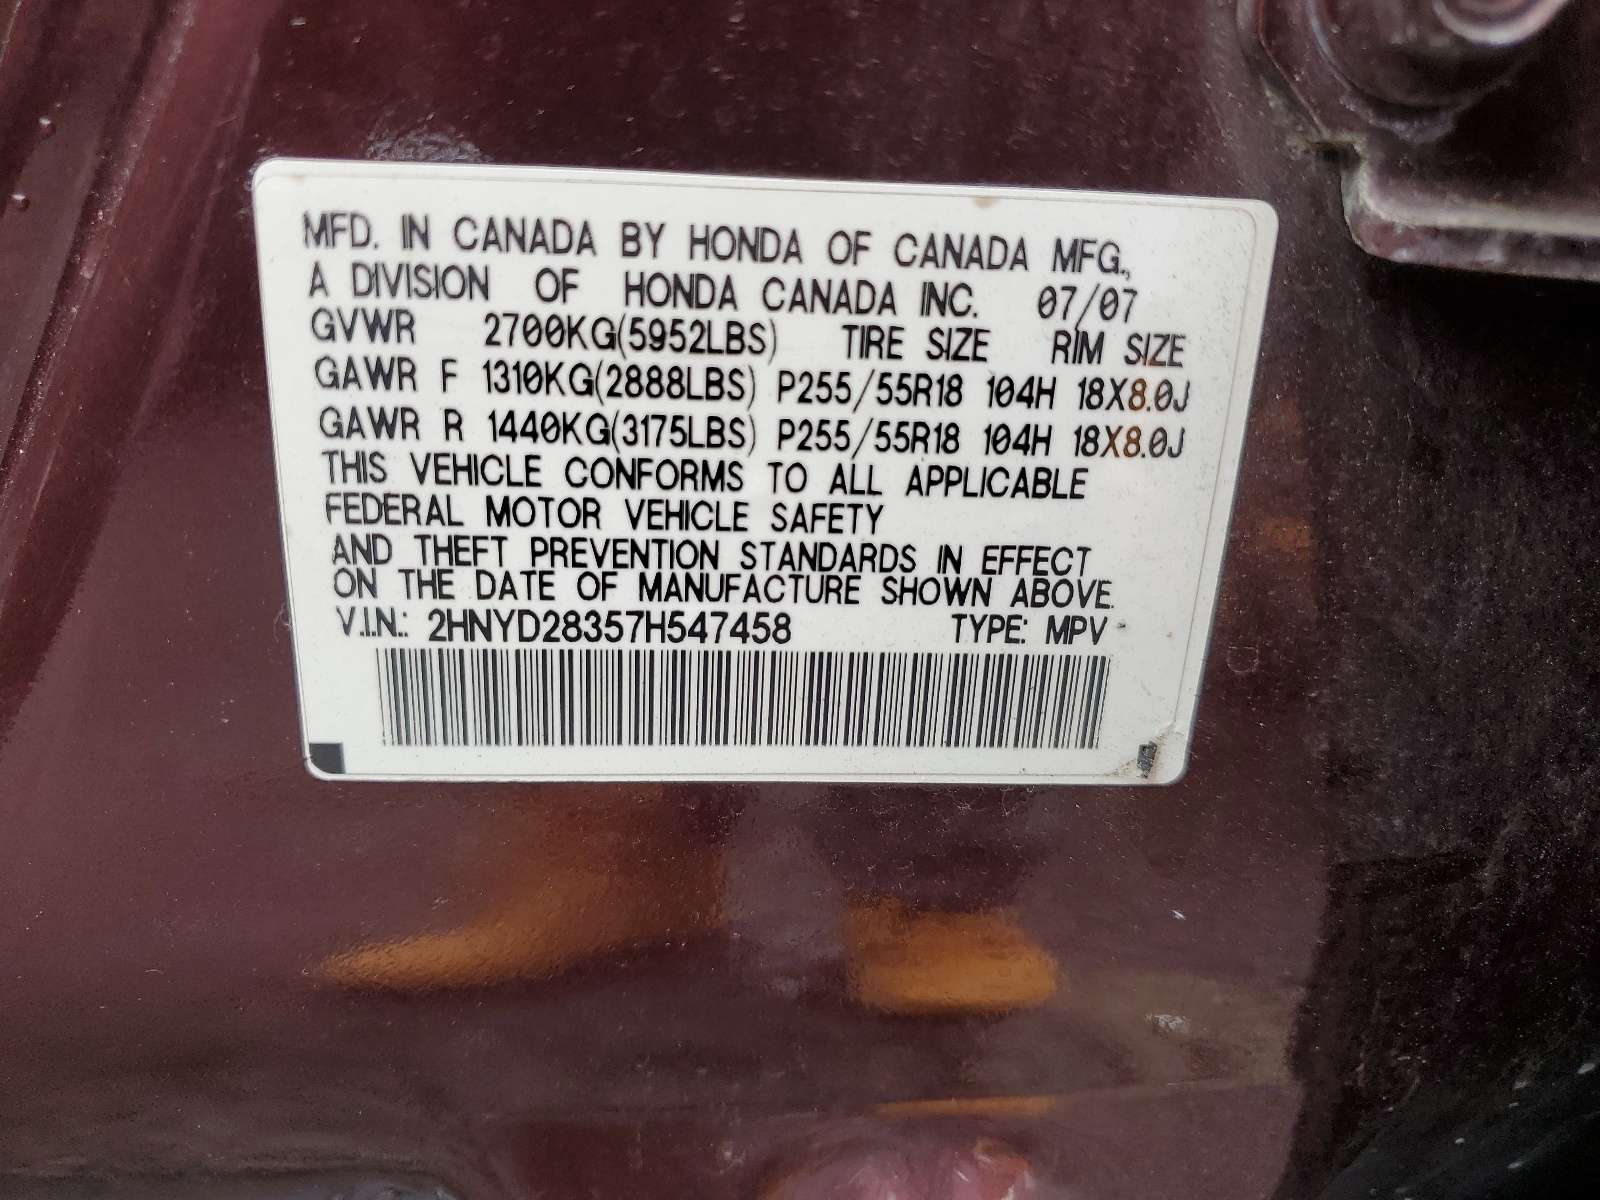 MFD. IN CANADA BY HONDA OF CANADA MFG.,
A DIVISION OF HONDA CANADA INC. 07/07
GVWR 2700KG(5952LBS) TIRE SIZE RIM SIZE
GAWR F 1310KG(2888LBS) P255/55R18 104H 18X8.0J
GAWR R 1440KG(3175LBS) P255/55R18 104H 18X8.0J
THIS VEHICLE CONFORMS TO ALL APPLICABLE
FEDERAL MOTOR VEHICLE SAFETY
AND THEFT PREVENTION STANDARDS IN EFFECT
ON THE DATE OF MANUFACTURE SHOWN ABOVE.
V.I.N.: 2HNYD28357H547458 TYPE: MPV